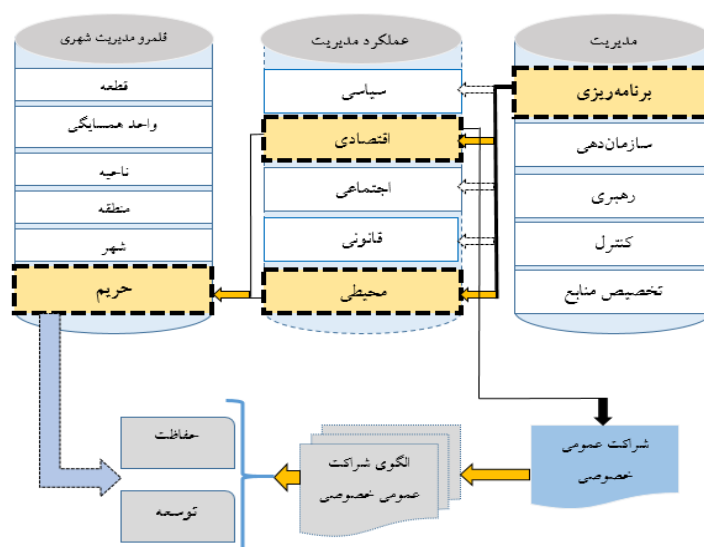 مدیریت
برنامه‌ریزی
سازمان‌دهی
رهبری
کنترل
تخصیص منابع
عملکرد مدیریت
سیاسی
اقتصادی
اجتماعی
قانونی
محیطی
قلمرو مدیریت شهری
قطعه
واحد همسایگی
ناحیه
منطقه
شهر
حریم
شراکت عمومی
خصوصی
الگوی شراکت
عمومی خصوصی
حفاظت
توسعه